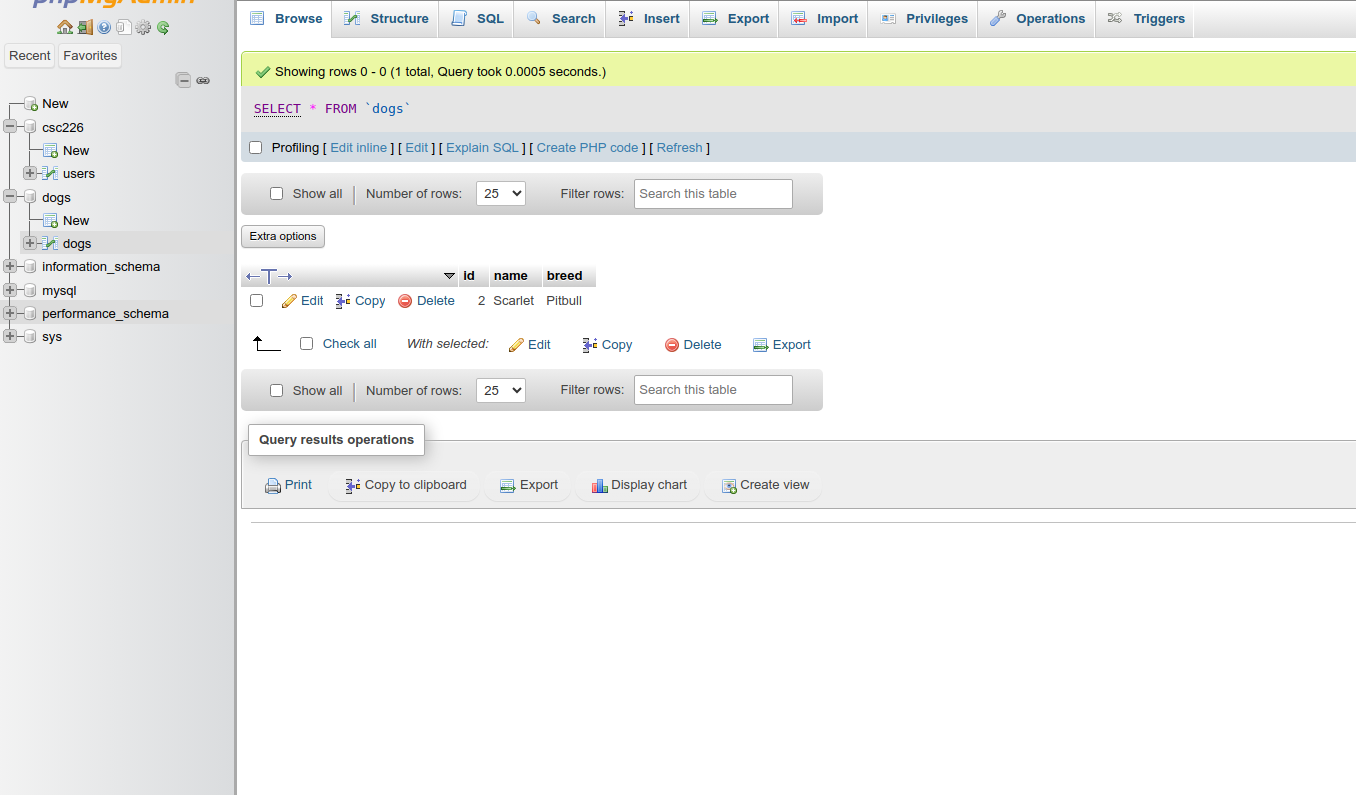 phpMyAdmin
Recent Favorites
New
csc226
New
users
dogs
New
dogs
information_schema
mysql
performance_schema
sys
Browse Structure SQL Search Insert Export Import Privileges Operations Triggers
Showing rows 0 - 0 (1 total, Query took 0.0005 seconds.)
SELECT * FROM `dogs`
Profiling [ Edit inline ] [ Edit ] [ Explain SQL ] [ Create PHP code ] [ Refresh ]
Show all Number of rows: 25 Filter rows: Search this table
Extra options
id name breed
Edit Copy Delete 2 Scarlet Pitbull
Check all With selected: Edit Copy Delete Export
Show all Number of rows: 25 Filter rows: Search this table
Query results operations
Print Copy to clipboard Export Display chart Create view